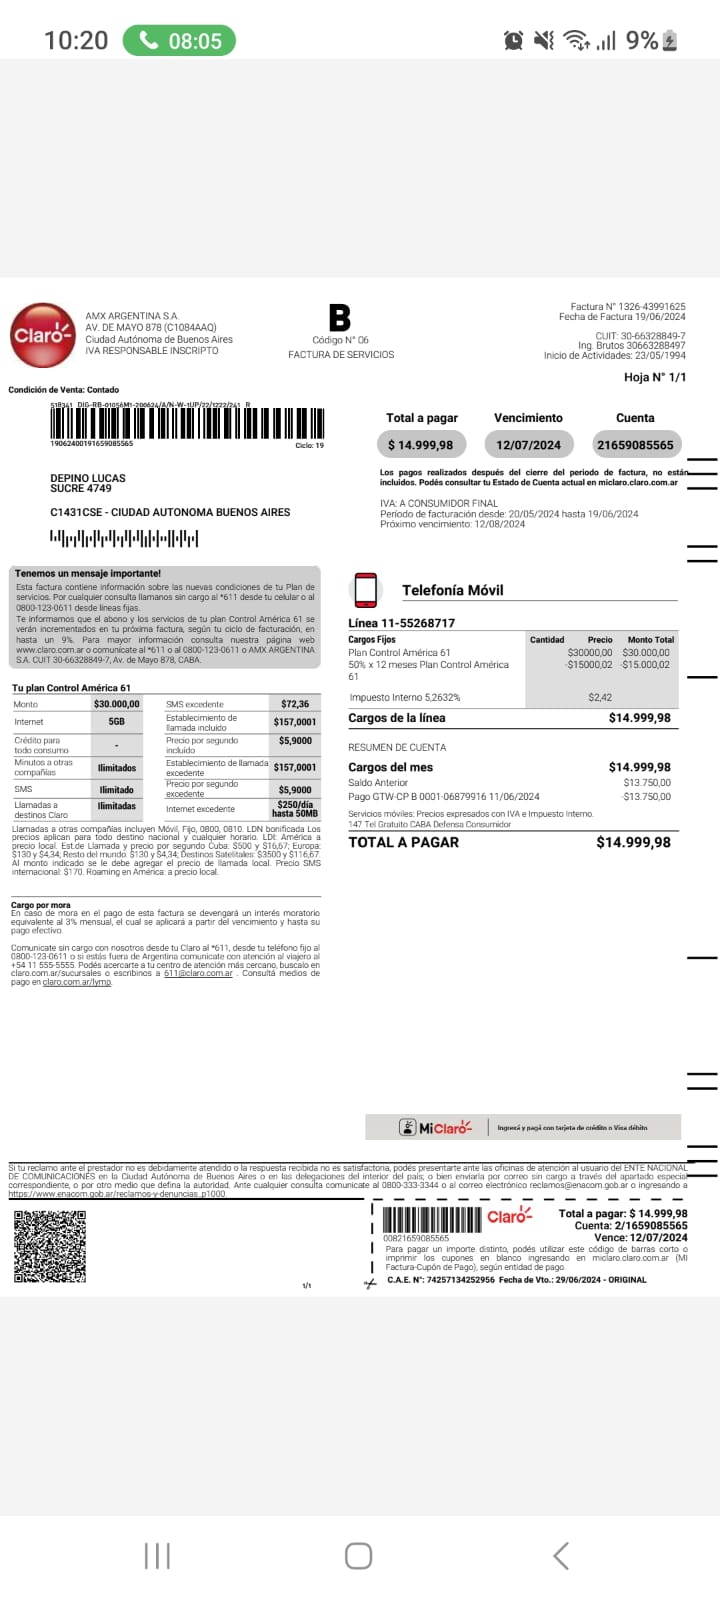 10:20
08:05
9%
Claro
AMX ARGENTINA S.A.
AV. DE MAYO 878 (C1084AAQ)
Ciudad Autónoma de Buenos Aires
IVA RESPONSABLE INSCRIPTO
B
Código N° 06
FACTURA DE SERVICIOS
Factura N° 1326-43991625
Fecha de Factura 19/06/2024
CUIT: 30-66328849-7
Ing. Brutos 30663288497
Inicio de Actividades: 23/05/1994
Hoja N° 1/1
Condición de Venta: Contado
518341 DIG-RB-01056M1-200624/A/N-W-1UP/22/1222/241 R
19062400191659085565
Ciclo: 19
Total a pagar Vencimiento Cuenta
$ 14.999,98 12/07/2024 21659085565
Los pagos realizados después del cierre del periodo de factura, no están
incluidos. Podés consultar tu Estado de Cuenta actual en miclaro.claro.com.ar
DEPINO LUCAS
SUCRE 4749
C1431CSE - CIUDAD AUTONOMA BUENOS AIRES
IVA: A CONSUMIDOR FINAL
Período de facturación desde: 20/05/2024 hasta 19/06/2024
Próximo vencimiento: 12/08/2024
Tenemos un mensaje importante!
Esta factura contiene información sobre las nuevas condiciones de tu Plan de
servicios. Por cualquier consulta llamanos sin cargo al *611 desde tu celular o al
0800-123-0611 desde líneas fijas.
Te informamos que el abono y los servicios de tu plan Control América 61 se
verán incrementados en tu próxima factura, según tu ciclo de facturación, en
hasta un 9%. Para mayor información consulta nuestra página web
www.claro.com.ar o comunícate al *611 o al 0800-123-0611 o AMX ARGENTINA
S.A. CUIT 30-66328849-7, Av. de Mayo 878, CABA.
Tu plan Control América 61
Monto $30.000,00 SMS excedente $72,36
Internet 5GB Establecimiento de llamada incluído $157,0001
Crédito para todo consumo - Precio por segundo incluído $5,9000
Minutos a otras compañías Ilimitados Establecimiento de llamada excedente $157,0001
SMS Ilimitado Precio por segundo excedente $5,9000
Llamadas a destinos Claro Ilimitadas Internet excedente $250/día hasta 50MB
Llamadas a otras compañías incluyen Móvil, Fijo, 0800, 0810. LDN bonificada Los
precios aplican para todo destino nacional y cualquier horario. LDI: América a
precio local. Est.de Llamada y precio por segundo Cuba: $500 y $16,67; Europa:
$130 y $4,34; Resto del mundo: $130 y $4,34; Destinos Satelitales: $3500 y $116,67.
Al monto indicado se le debe agregar el precio de llamada local. Precio SMS
internacional: $170. Roaming en América: a precio local.
Cargo por mora
En caso de mora en el pago de esta factura se devengará un interés moratorio
equivalente al 3% mensual, el cual se aplicará a partir del vencimiento y hasta su
pago efectivo.
Comunicate sin cargo con nosotros desde tu Claro al *611, desde tu teléfono fijo al
0800-123-0611 o si estás fuera de Argentina comunicate con atención al viajero al
+54 11 555-5555. Podés acercarte a tu centro de atención más cercano, buscalo en
claro.com.ar/sucursales o escribinos a 611@claro.com.ar . Consultá medios de
pago en claro.com.ar/lymp.
Telefonía Móvil
Línea 11-55268717
Cargos Fijos Cantidad Precio Monto Total
Plan Control América 61 $30000,00 $30.000,00
50% x 12 meses Plan Control América -$15000,02 -$15.000,02
61
Impuesto Interno 5,2632% $2,42
Cargos de la línea $14.999,98
RESUMEN DE CUENTA
Cargos del mes $14.999,98
Saldo Anterior $13.750,00
Pago GTW-CP B 0001-06879916 11/06/2024 -$13.750,00
Servicios móviles: Precios expresados con IVA e Impuesto Interno.
147 Tel Gratuito CABA Defensa Consumidor
TOTAL A PAGAR $14.999,98
MiClaro
Ingresá y pagá con tarjeta de crédito o Visa débito
Si tu reclamo ante el prestador no es debidamente atendido o la respuesta recibida no es satisfactoria, podés presentarte ante las oficinas de atención al usuario del ENTE NACIONAL
DE COMUNICACIONES en la Ciudad Autónoma de Buenos Aires o en las delegaciones del interior del país; o bien enviarla por correo sin cargo a través del apartado especial
correspondiente, o por otro medio que defina la autoridad. Ante cualquier consulta comunicate al 0800-333-3344 o al correo electrónico reclamos@enacom.gob.ar o ingresando a
https://www.enacom.gob.ar/reclamos-y-denuncias_p1000.
00821659085565
Claro
Total a pagar: $ 14.999,98
Cuenta: 2/1659085565
Vence: 12/07/2024
Para pagar un importe distinto, podés utilizar este código de barras corto o
imprimir los cupones en blanco ingresando en miclaro.claro.com.ar (MI
Factura-Cupón de Pago), según entidad de pago.
C.A.E. N°: 74257134252956 Fecha de Vto.: 29/06/2024 - ORIGINAL
1/1